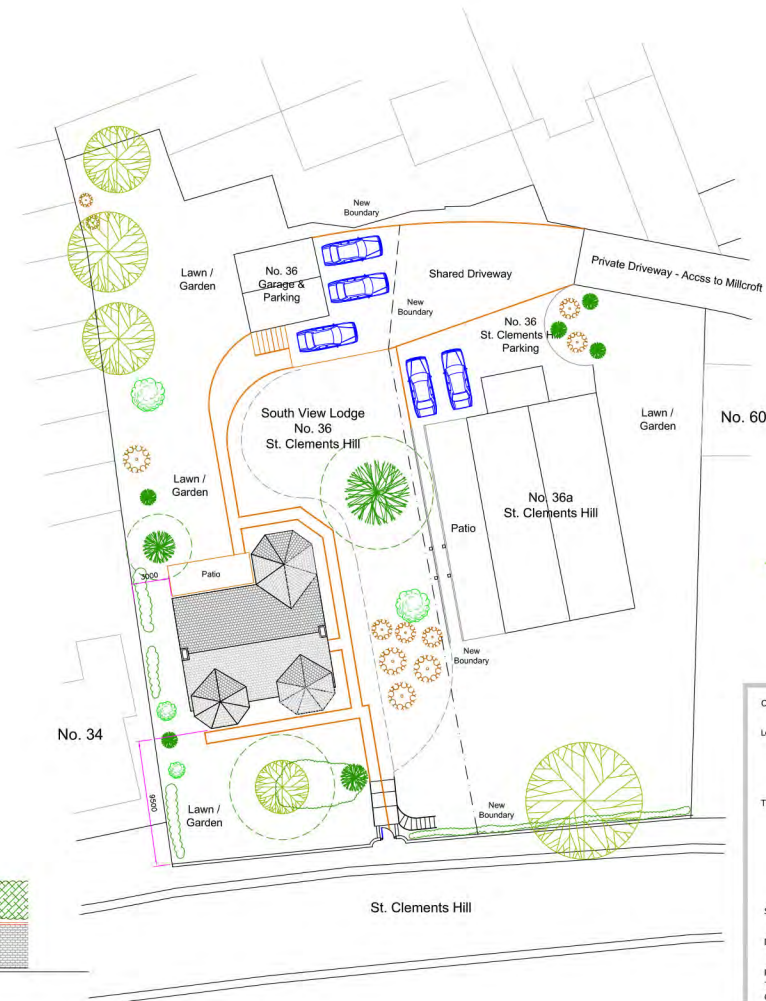 New
Boundary
Lawn /
Garden
No. 36
Garage &
Parking
Shared Driveway
Private Driveway - Accss to Millcroft
New
Boundary
No. 36
St. Clements Hill
Parking
South View Lodge
No. 36
St. Clements Hill
Lawn /
Garden
No. 60
Lawn /
Garden
No. 36a
St. Clements Hill
Patio
3000
Patio
New
Boundary
No. 34
9500
Lawn /
Garden
New
Boundary
St. Clements Hill